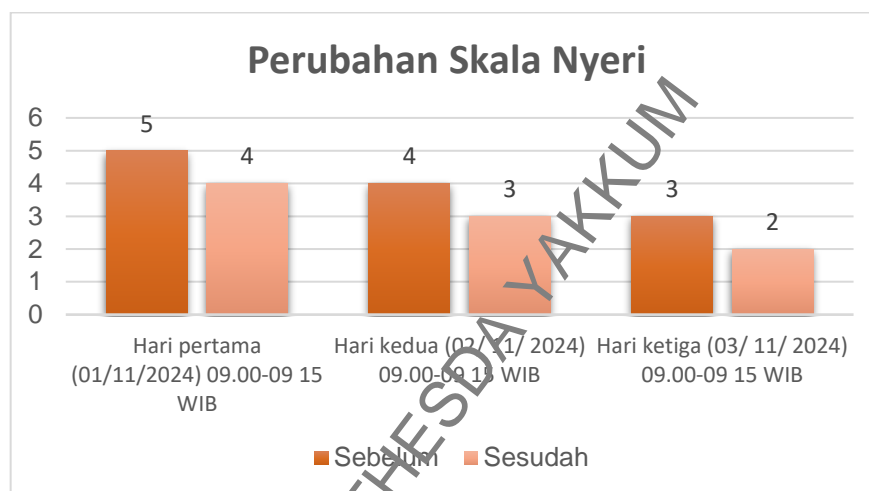 Perubahan Skala Nyeri
6
5
4
3
2
1
0
5
4
4
3
3
2
Hari pertama
(01/11/2024) 09.00-09 15
WIB
Hari kedua (02/ 11/ 2024)
09.00-09 15 WIB
Hari ketiga (03/ 11/ 2024)
09.00-09 15 WIB
Sebelum
Sesudah
THESDA YAKKUM